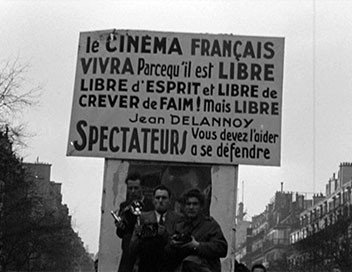 le CINÉMA FRANÇAIS
VIVRA Parcequ'il est LIBRE
LIBRE d'ESPRIT et LIBRE de
CREVER de FAIM! Mais LIBRE
Jean DELANNOY
SPECTATEURS Vous devez l'aider
a se défendre